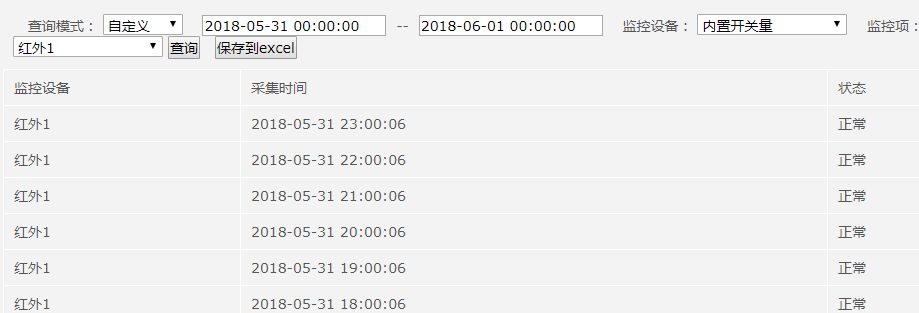 查询模式： 自定义 2018-05-31 00:00:00 -- 2018-06-01 00:00:00 监控设备： 内置开关量 监控项：
红外1 查询 保存到excel
监控设备 采集时间 状态
红外1 2018-05-31 23:00:06 正常
红外1 2018-05-31 22:00:06 正常
红外1 2018-05-31 21:00:06 正常
红外1 2018-05-31 20:00:06 正常
红外1 2018-05-31 19:00:06 正常
红外1 2018-05-31 18:00:06 正常